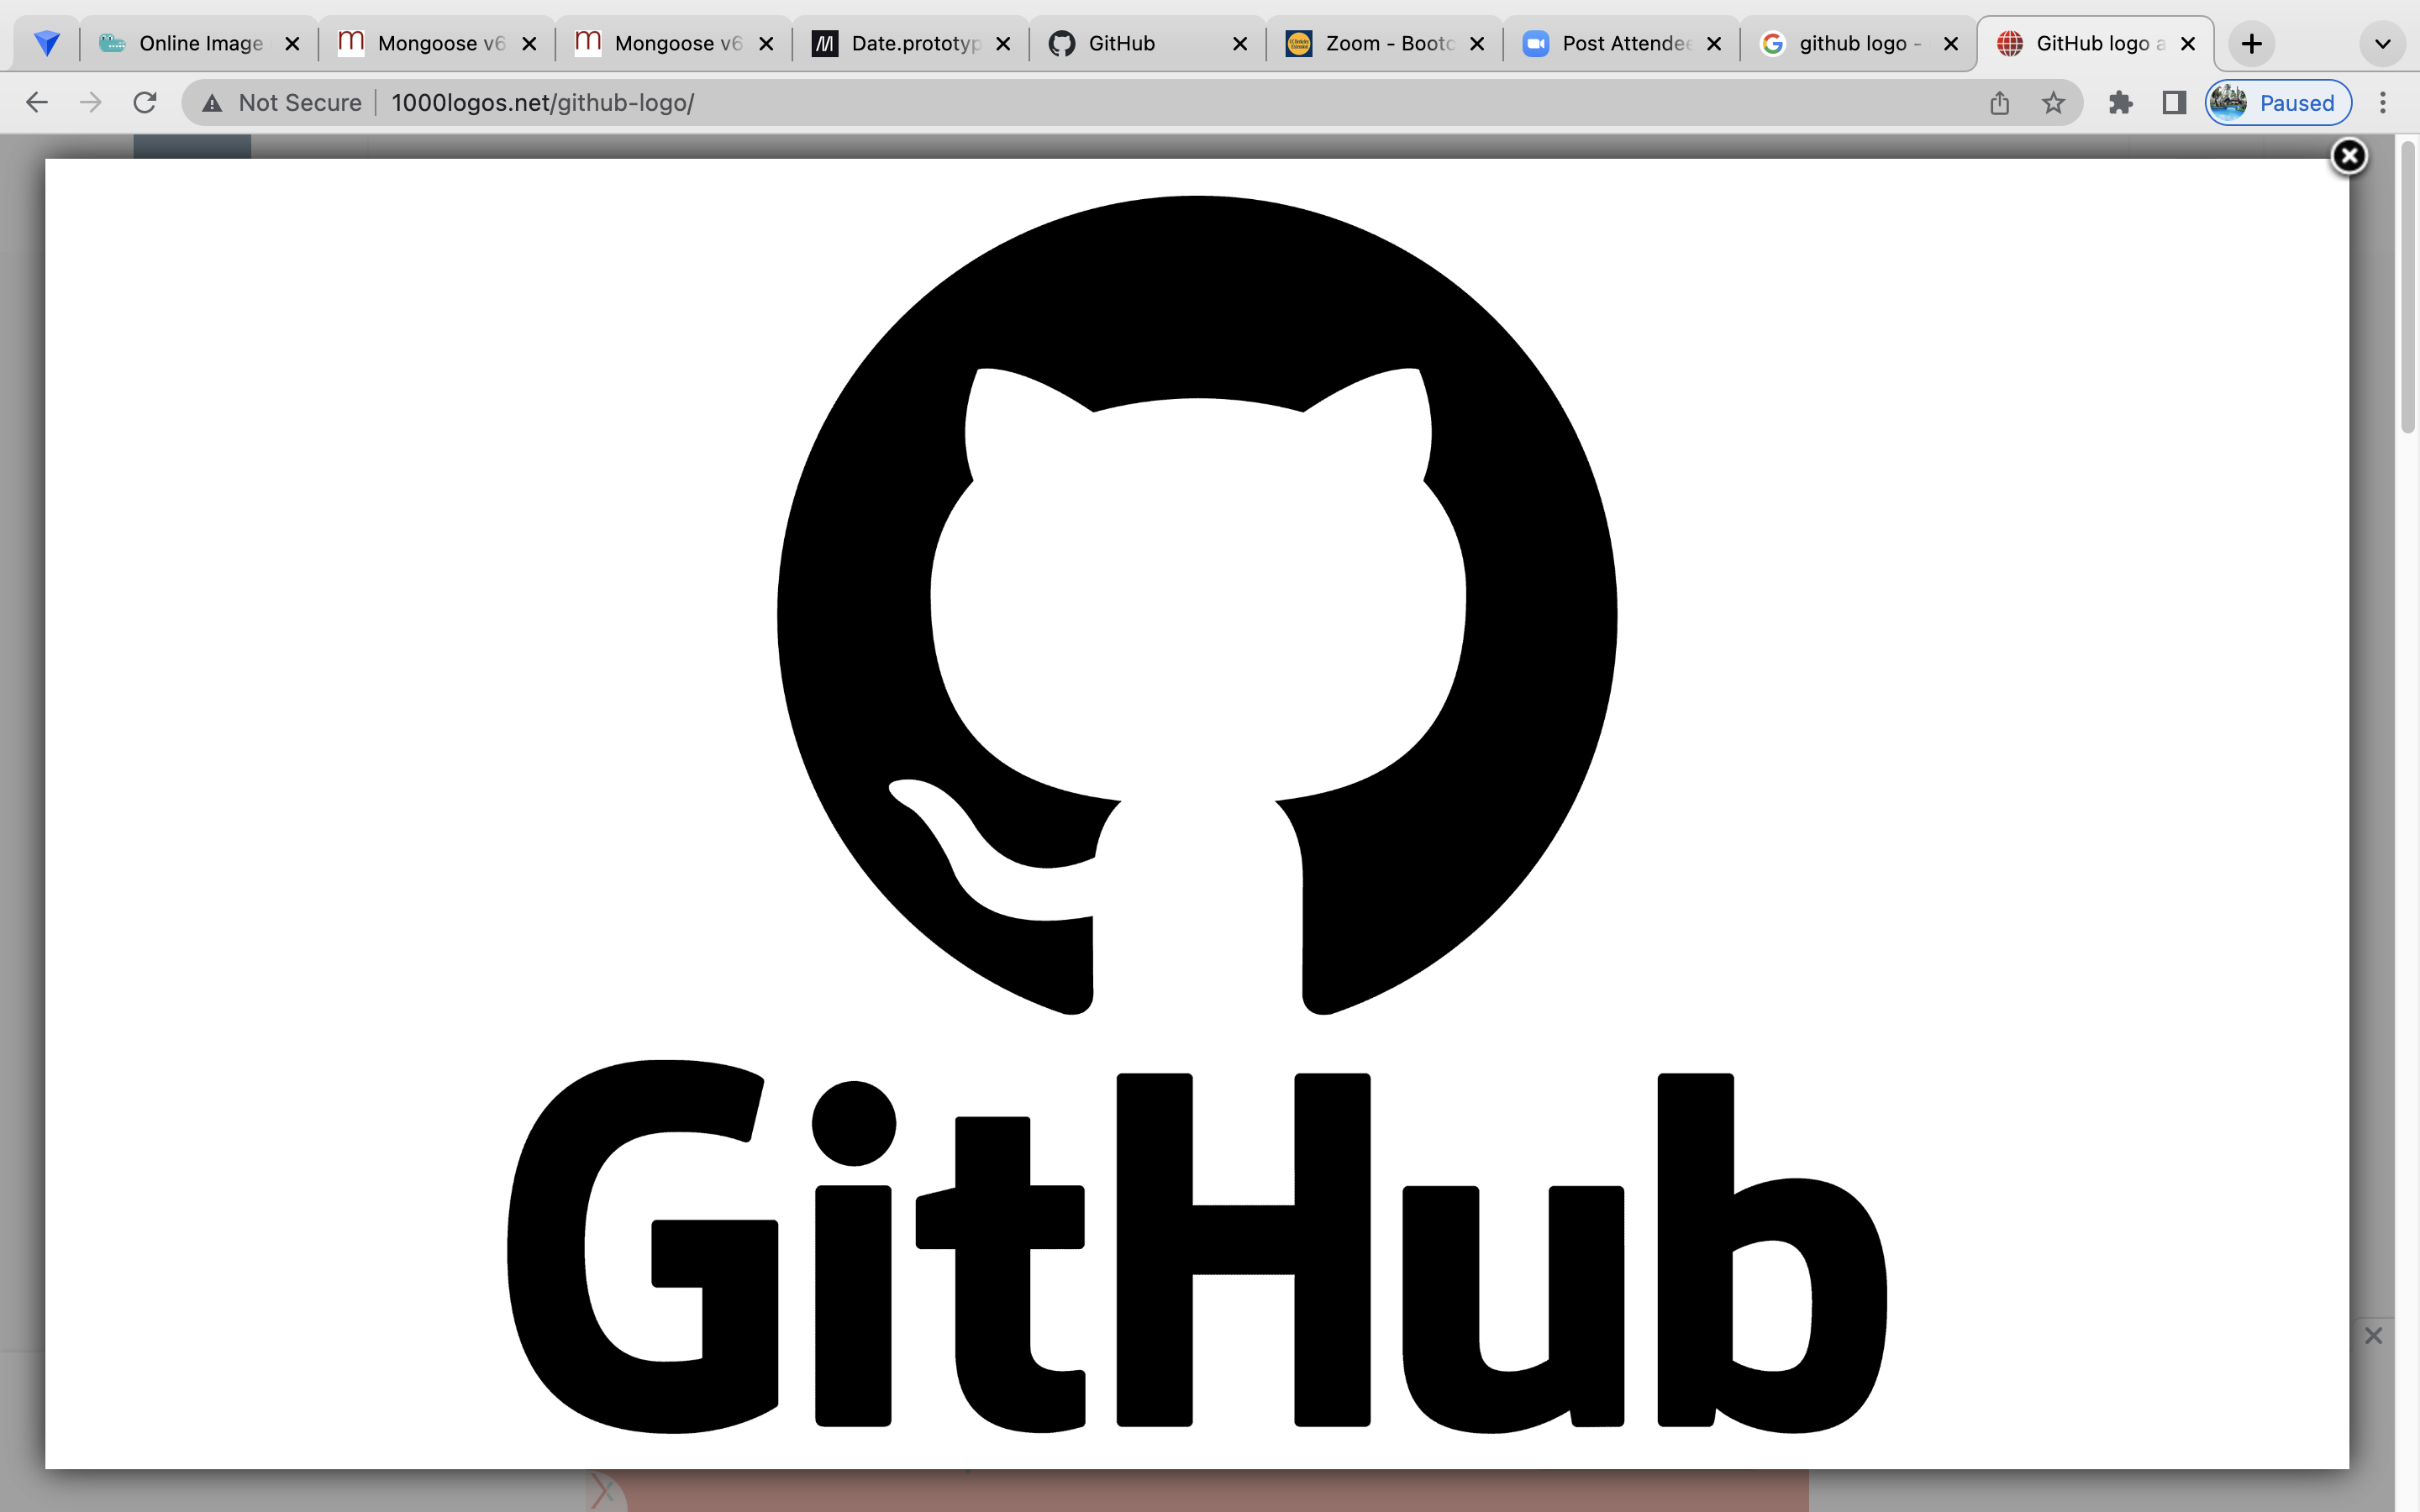 Online Image
Mongoose v6
Mongoose v6
Date.prototyp
GitHub
Zoom - Bootc
Post Attendee
github logo -
GitHub logo a
Not Secure
1000logos.net/github-logo/
Paused
GitHub